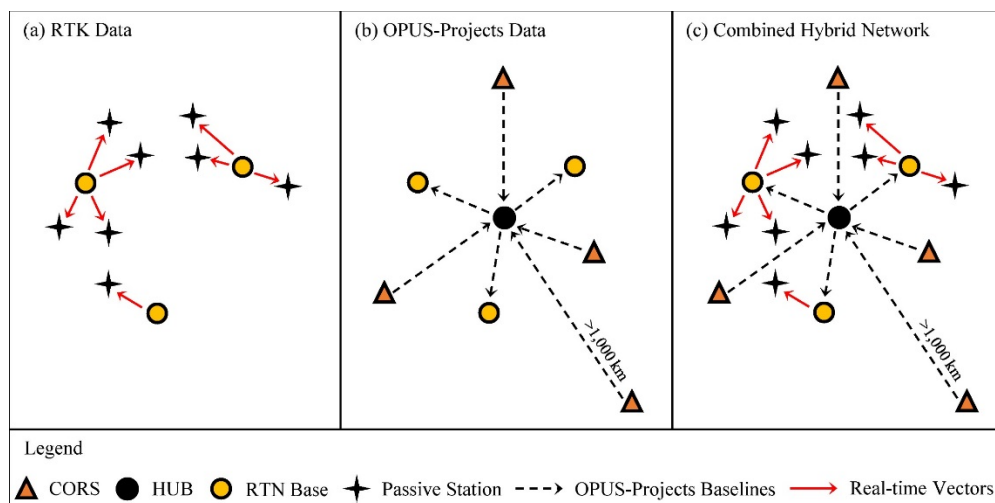 (a) RTK Data
(b) OPUS-Projects Data
(c) Combined Hybrid Network
>1,000 km
>1,000 km
Legend
CORS HUB RTN Base Passive Station OPUS-Projects Baselines Real-time Vectors